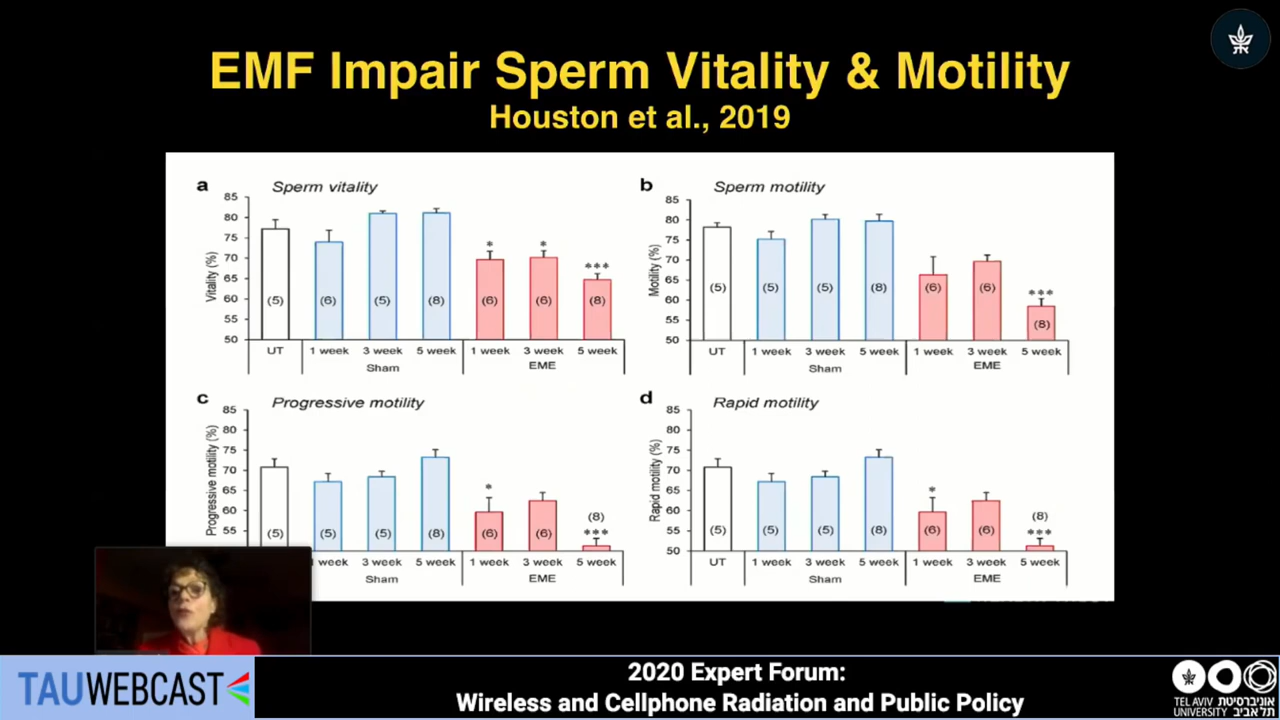 EMF Impair Sperm Vitality & Motility
Houston et al., 2019
a Sperm vitality
Vitality (%)
85
80
75
70
65
60
55
50
* * ***
(5) (6) (5) (8) (6) (6) (8)
UT 1 week 3 week 5 week 1 week 3 week 5 week
Sham EME
b Sperm motility
Motility (%)
85
80
75
70
65
60
55
50
***
(5) (5) (5) (8) (6) (6) (8)
UT 1 week 3 week 5 week 1 week 3 week 5 week
Sham EME
c Progressive motility
Progressive motility (%)
85
80
75
70
65
60
55
* (8) ***
(5) (5) (5) (8) (6) (6)
week 3 week 5 week 1 week 3 week 5 week
Sham EME
d Rapid motility
Rapid motility (%)
85
80
75
70
65
60
55
50
* (8) ***
(5) (5) (5) (8) (6) (6)
UT 1 week 3 week 5 week 1 week 3 week 5 week
Sham EME
TAUWEBCAST
2020 Expert Forum:
Wireless and Cellphone Radiation and Public Policy
TEL AVIV אוניברסיטת
UNIVERSITY תל אביב